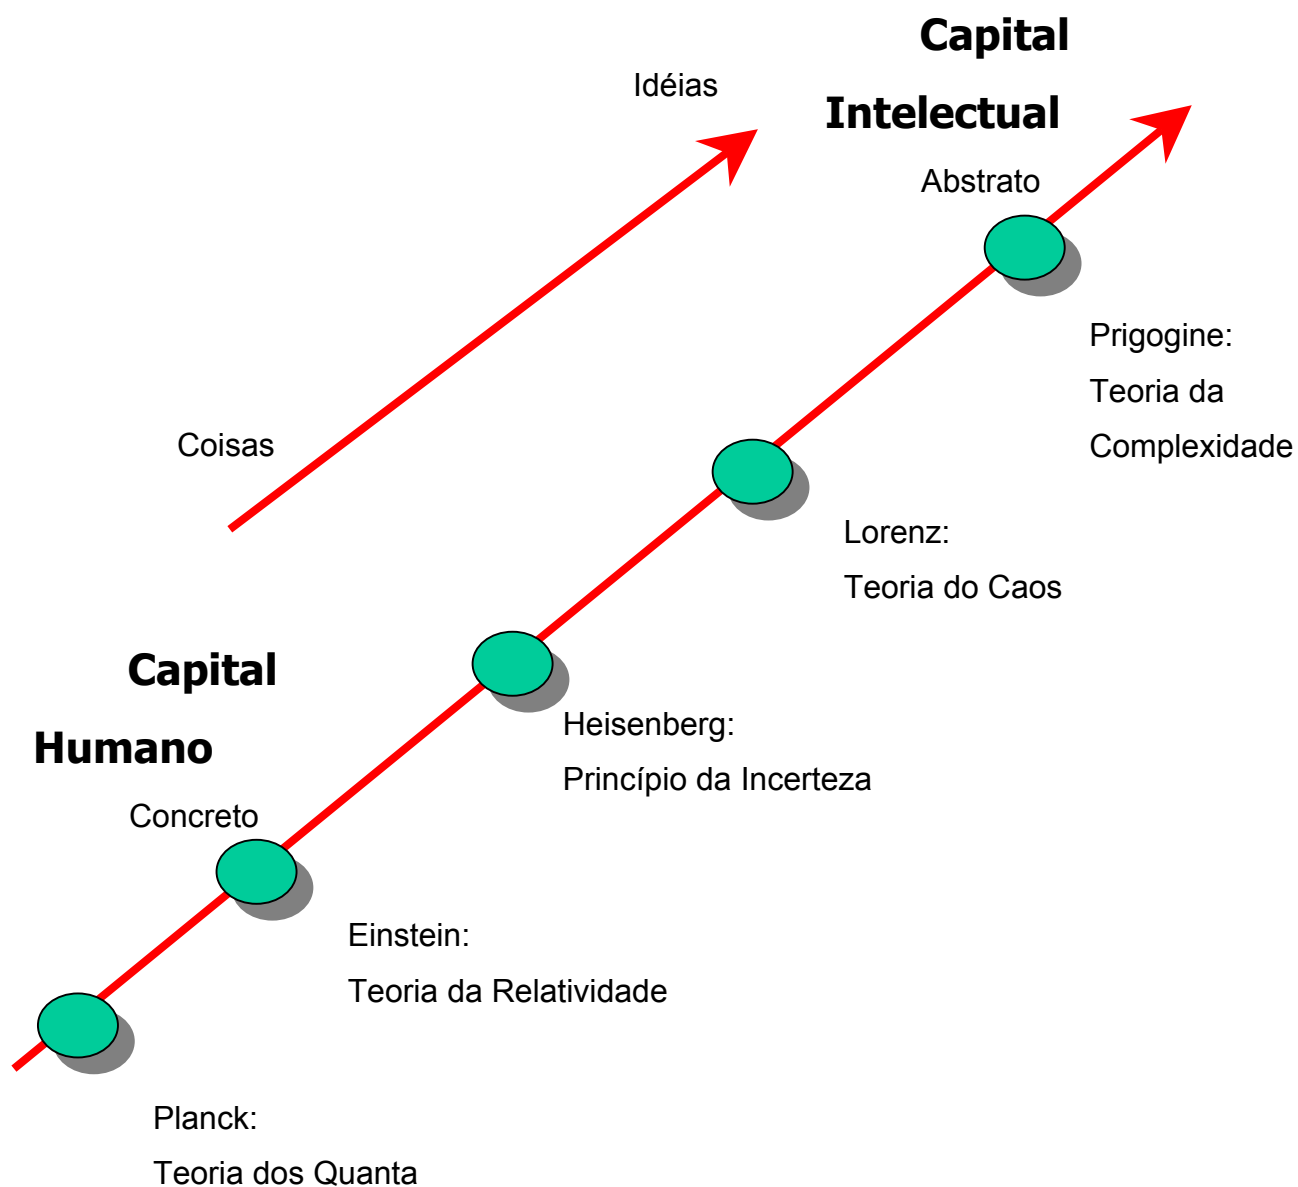 Capital
Intelectual
Idéias
Abstrato
Coisas
Prigogine:
Teoria da
Complexidade
Lorenz:
Teoria do Caos
Capital
Humano
Concreto
Heisenberg:
Princípio da Incerteza
Einstein:
Teoria da Relatividade
Planck:
Teoria dos Quanta